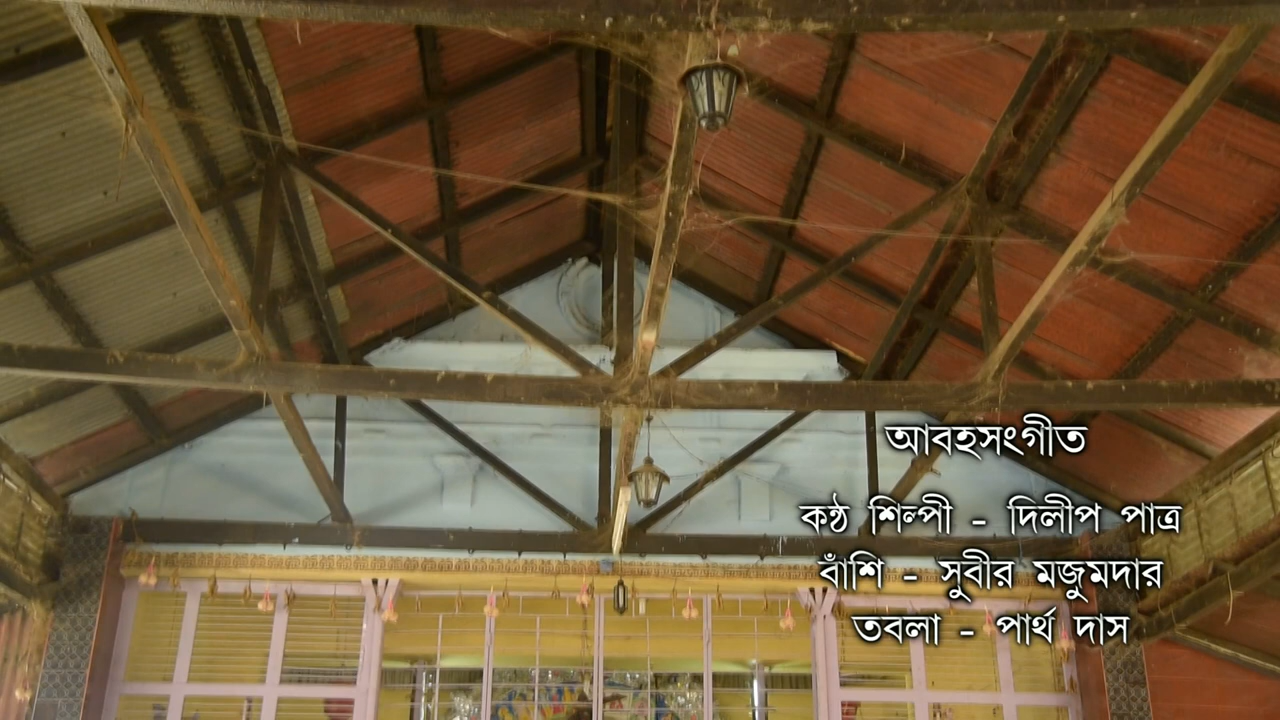 আবহসংগীত
কন্ঠ শিল্পী - দিলীপ পাত্র
বাঁশি - সুবীর মজুমদার
তবলা - পার্থ দাস